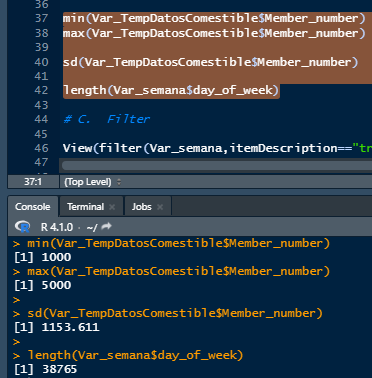 36
37 min(Var_TempDatosComestible$Member_number)
38 max(Var_TempDatosComestible$Member_number)
39
40 sd(Var_TempDatosComestible$Member_number)
41
42 length(Var_semana$day_of_week)
43
44 # C. Filter
45
46 View(filter(Var_semana,itemDescription=="tr
47
37:1 (Top Level)
Console Terminal Jobs
R 4.1.0 · ~/
> min(Var_TempDatosComestible$Member_number)
[1] 1000
> max(Var_TempDatosComestible$Member_number)
[1] 5000
>
> sd(Var_TempDatosComestible$Member_number)
[1] 1153.611
>
> length(Var_semana$day_of_week)
[1] 38765